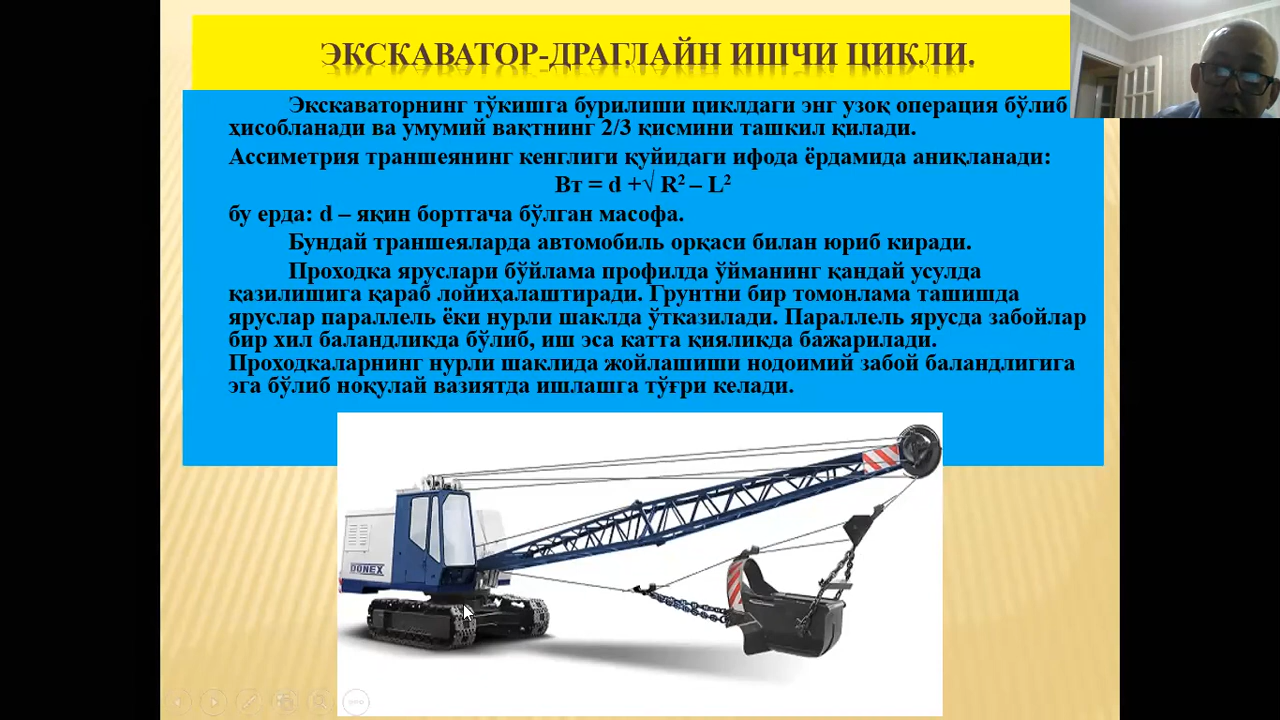 ЭКСКАВАТОР-ДРАГЛАЙН ИШЧИ ЦИКЛИ.
Экскаваторнинг тўкишга бурилиши циклдаги энг узоқ операция бўлиб
ҳисобланади ва умумий вақтнинг 2/3 қисмини ташкил қилади.
Ассиметрия траншеянинг кенглиги қуйидаги ифода ёрдамида аниқланади:
Вт = d +√ R² – L²
бу ерда: d – яқин бортгача бўлган масофа.
Бундай траншеяларда автомобиль орқаси билан юриб киради.
Проходка яруслари бўйлама профилда ўйманинг қандай усулда
қазилишига қараб лойиҳалаштиради. Грунтни бир томонлама ташишда
яруслар параллель ёки нурли шаклда ўтказилади. Параллель ярусда забойлар
бир хил баландликда бўлиб, иш эса катта қияликда бажарилади.
Проходкаларнинг нурли шаклида жойлашиши нодоимий забой баландлигига
эга бўлиб ноқулай вазиятда ишлашга тўғри келади.
DONEX